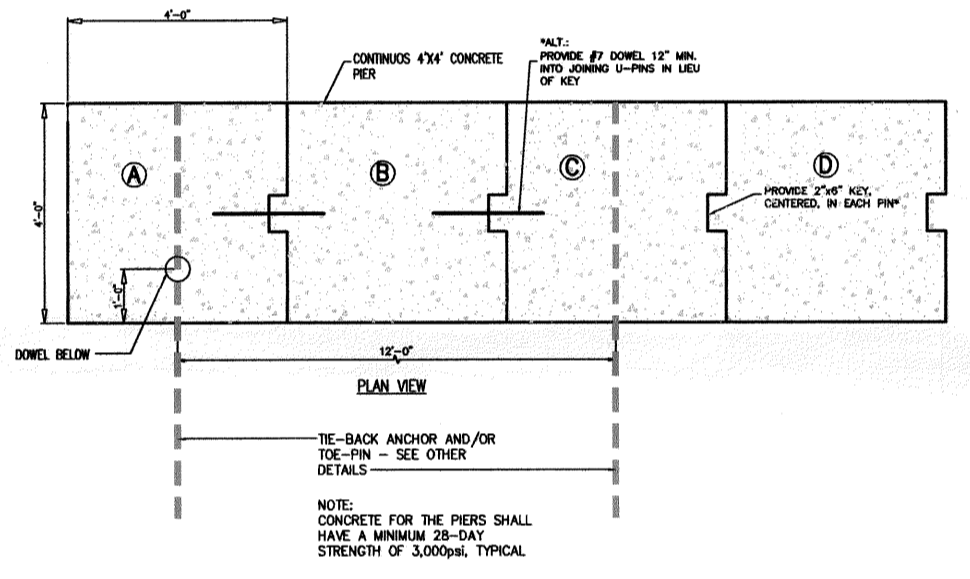 4'-0"
CONTINUOS 4'X4' CONCRETE
PIER
*ALT.:
PROVIDE #7 DOWEL 12" MIN.
INTO JOINING U-PINS IN LIEU
OF KEY
A
B
C
D
PROVIDE 2"x6" KEY,
CENTERED, IN EACH PIN*
4'-0"
1'-0"
DOWEL BELOW
12'-0"
PLAN VIEW
TIE-BACK ANCHOR AND/OR
TOE-PIN - SEE OTHER
DETAILS
NOTE:
CONCRETE FOR THE PIERS SHALL
HAVE A MINIMUM 28-DAY
STRENGTH OF 3,000psi, TYPICAL